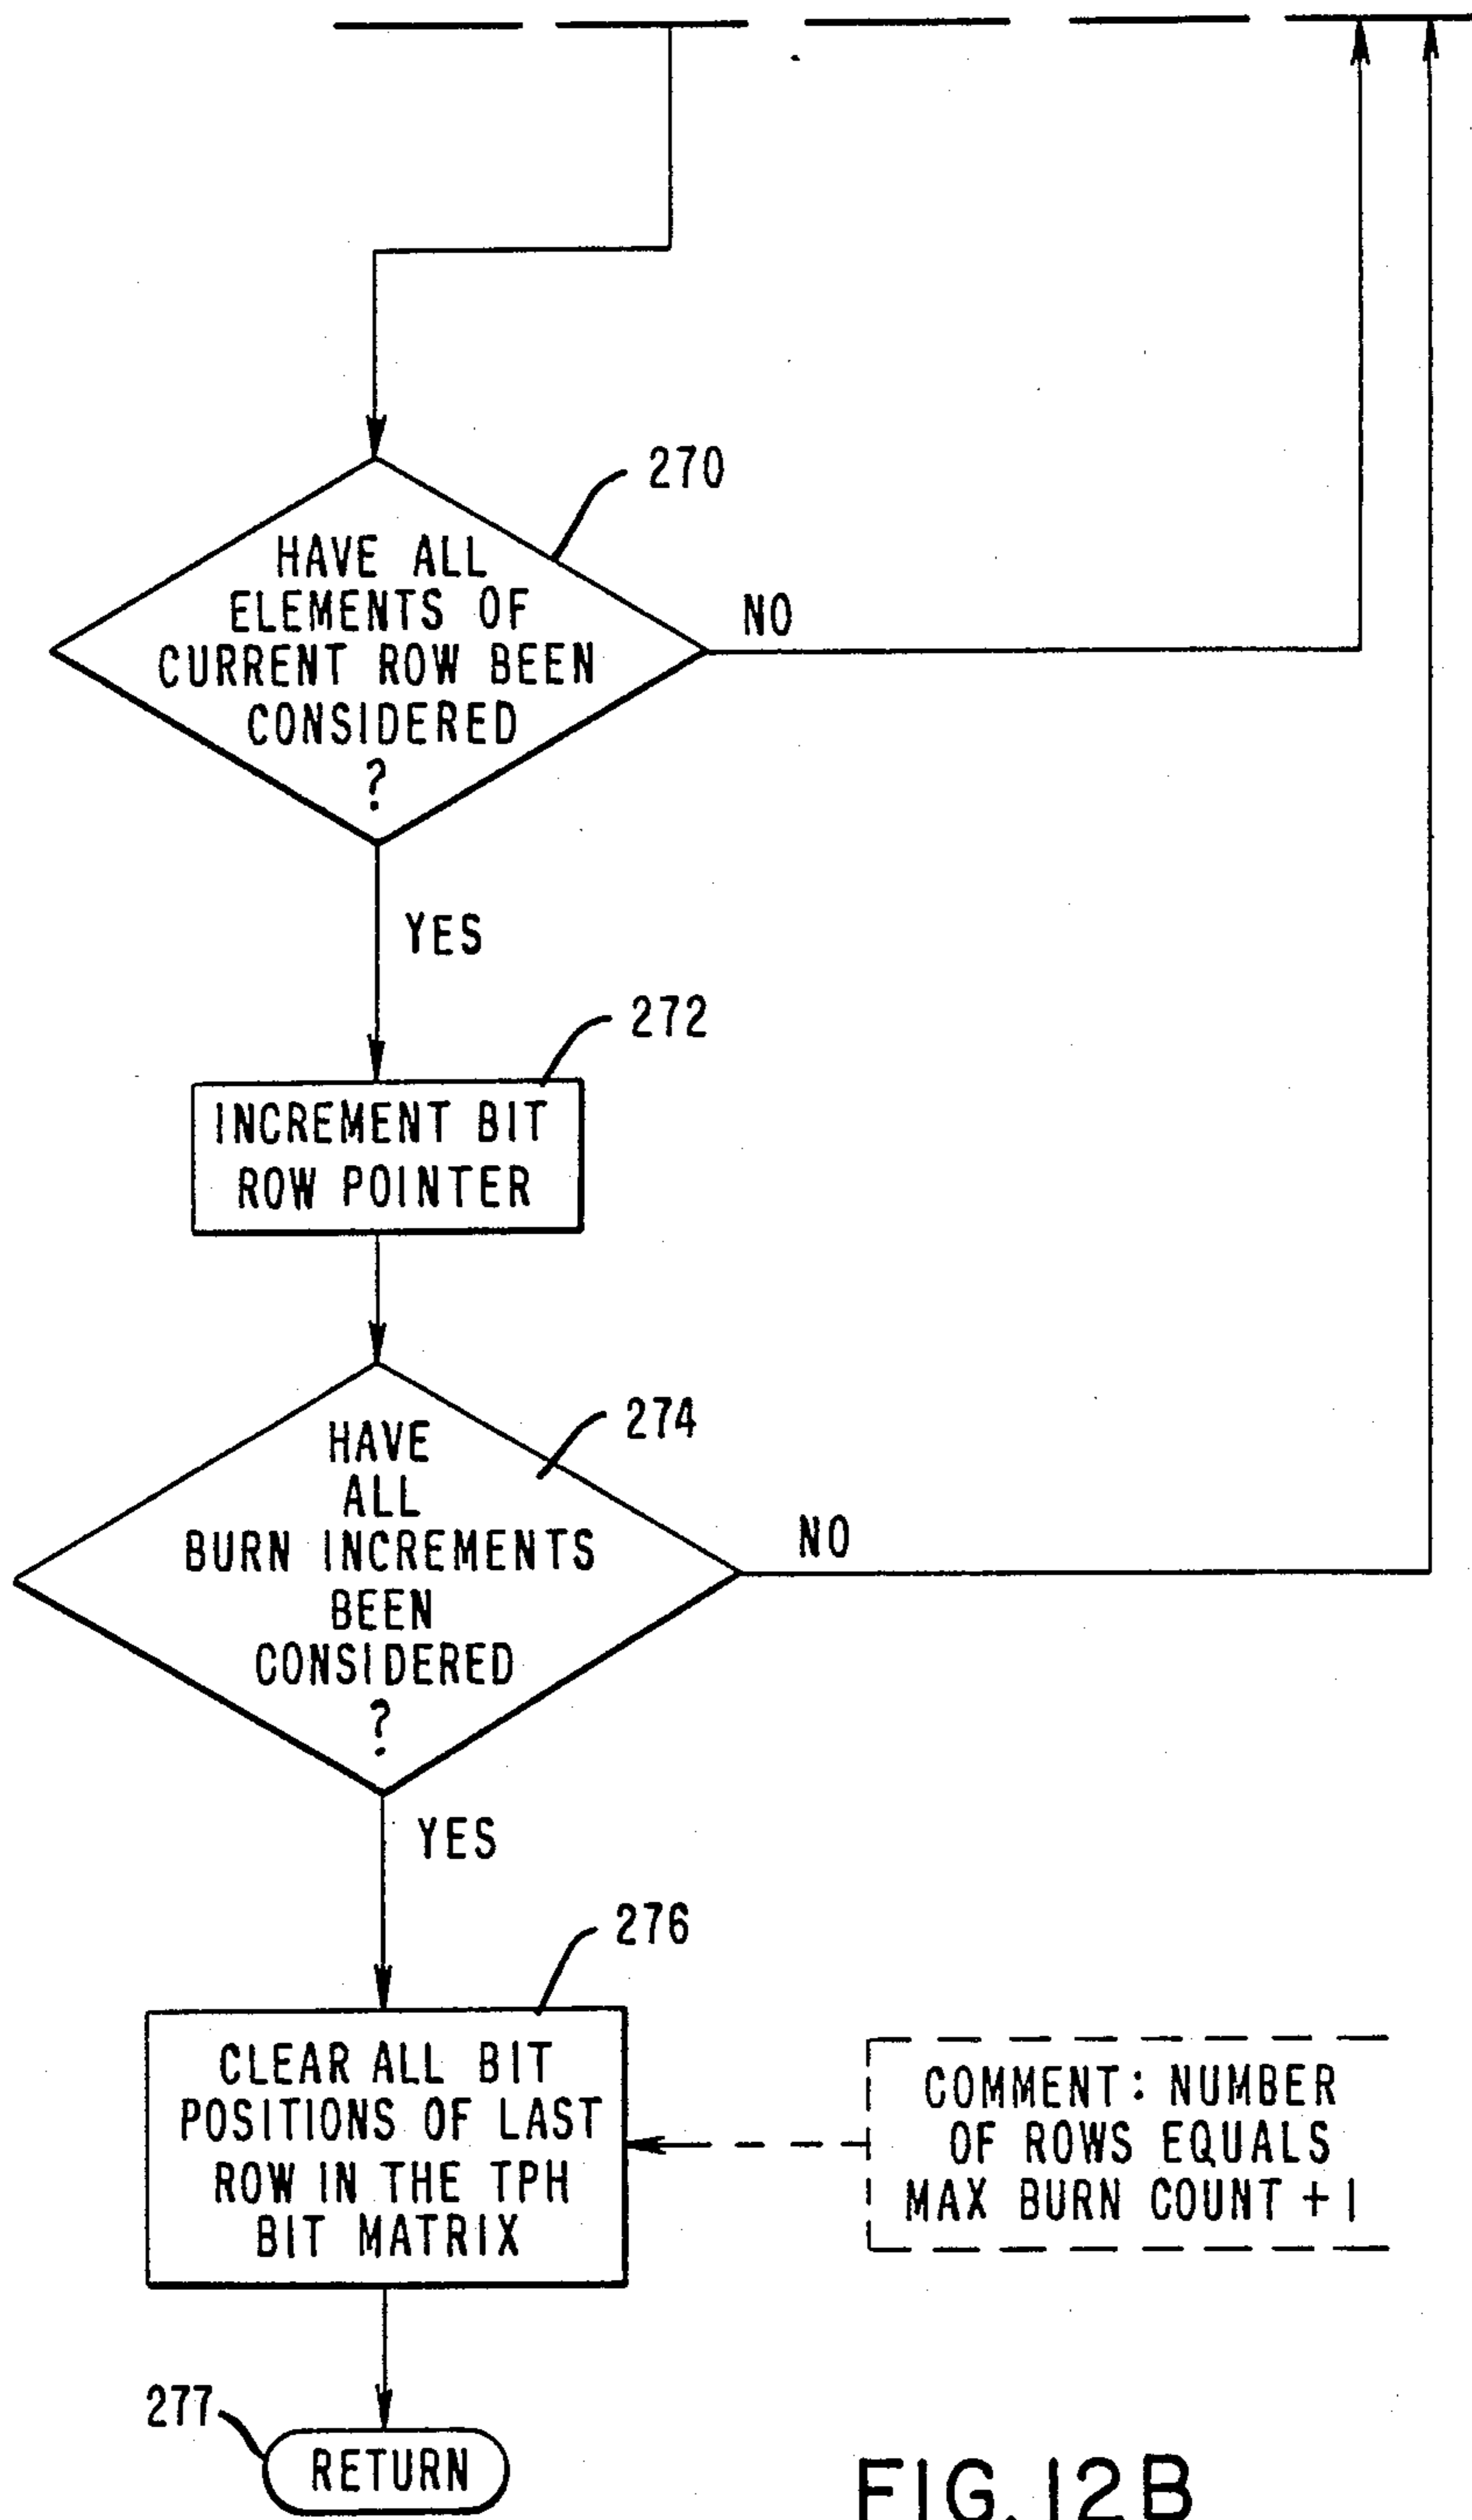 270
HAVE ALL
ELEMENTS OF
CURRENT ROW BEEN
CONSIDERED
?
NO
YES
272
INCREMENT BIT
ROW POINTER
274
HAVE
ALL
BURN INCREMENTS
BEEN
CONSIDERED
?
NO
YES
276
CLEAR ALL BIT
POSITIONS OF LAST
ROW IN THE TPH
BIT MATRIX
COMMENT: NUMBER
OF ROWS EQUALS
MAX BURN COUNT +1
277
RETURN
FIG. 12B